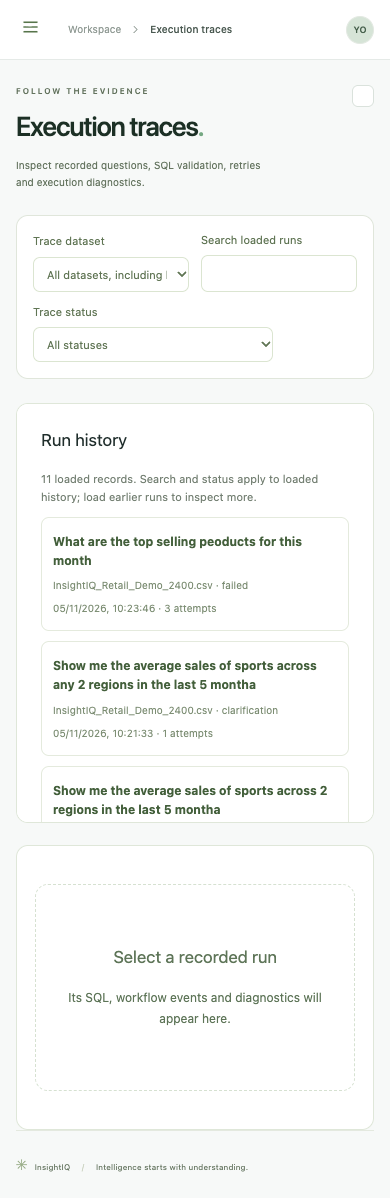 Workspace > Execution traces
YO
FOLLOW THE EVIDENCE
Execution traces.
Inspect recorded questions, SQL validation, retries
and execution diagnostics.
Trace dataset
Search loaded runs
All datasets, including
Trace status
All statuses
Run history
11 loaded records. Search and status apply to loaded
history; load earlier runs to inspect more.
What are the top selling peoducts for this
month
InsightIQ_Retail_Demo_2400.csv · failed
05/11/2026, 10:23:46 · 3 attempts
Show me the average sales of sports across
any 2 regions in the last 5 montha
InsightIQ_Retail_Demo_2400.csv · clarification
05/11/2026, 10:21:33 · 1 attempts
Show me the average sales of sports across 2
regions in the last 5 montha
Select a recorded run
Its SQL, workflow events and diagnostics will
appear here.
InsightIQ / Intelligence starts with understanding.